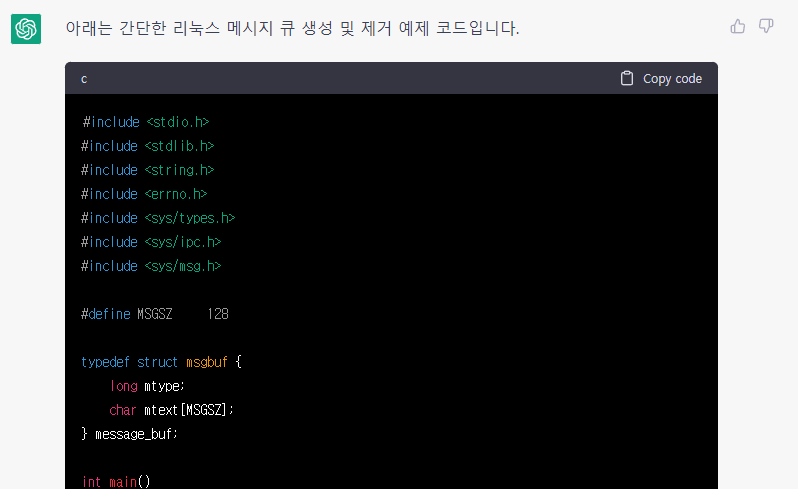 아래는 간단한 리눅스 메시지 큐 생성 및 제거 예제 코드입니다.
c Copy code
#include <stdio.h>
#include <stdlib.h>
#include <string.h>
#include <errno.h>
#include <sys/types.h>
#include <sys/ipc.h>
#include <sys/msg.h>
#define MSGSZ     128
typedef struct msgbuf {
    long mtype;
    char mtext[MSGSZ];
} message_buf;
int main()